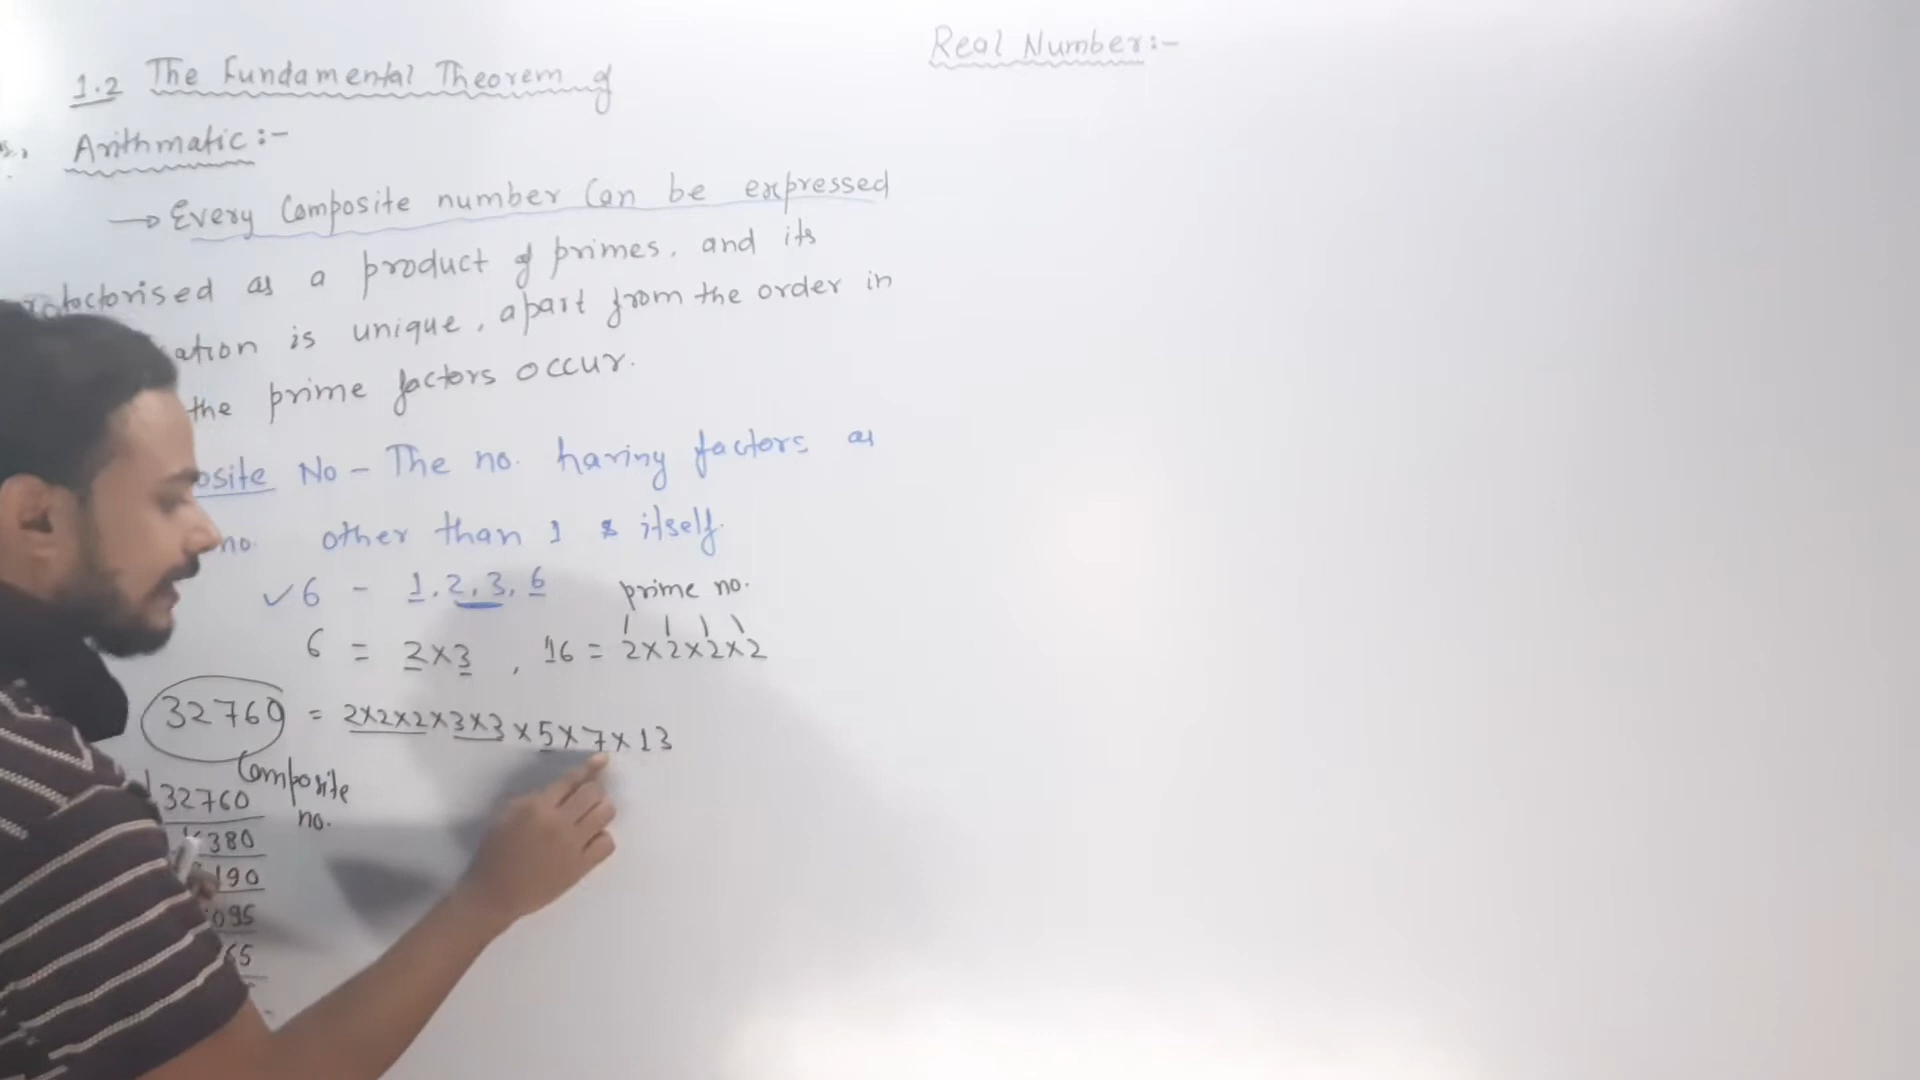 Real Number:-
1.2 The Fundamental Theorem of
Arithmatic:-
→ Every Composite number Can be expressed
factorised as a product of primes, and its
is unique, apart from the order in
the prime factors occur.
No - The no. having factors as
no. other than 1 & itself.
✓6 - 1, 2, 3, 6 prime no.
6 = 2×3 , 16 = 2×2×2×2
32760 = 2×2×2×3×3×5×7×13
Composite
no.
32760
380
190
095
65